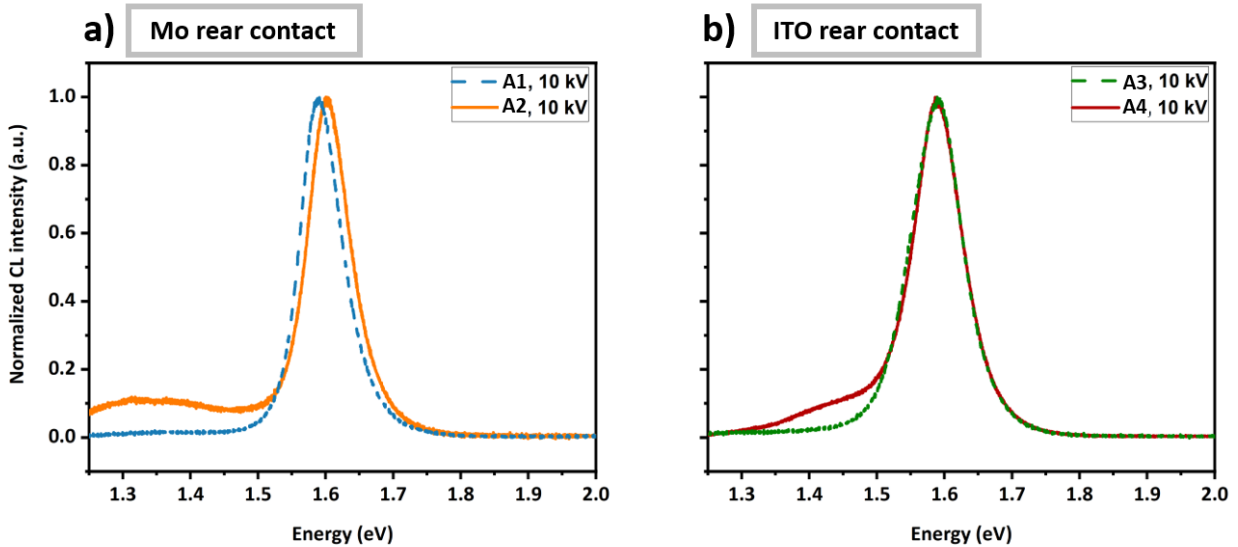 a) Mo rear contact
A1, 10 kV
A2, 10 kV
Normalized CL intensity (a.u.)
1.0
0.8
0.6
0.4
0.2
0.0
1.3 1.4 1.5 1.6 1.7 1.8 1.9 2.0
Energy (eV)
b) ITO rear contact
A3, 10 kV
A4, 10 kV
1.3 1.4 1.5 1.6 1.7 1.8 1.9 2.0
Energy (eV)